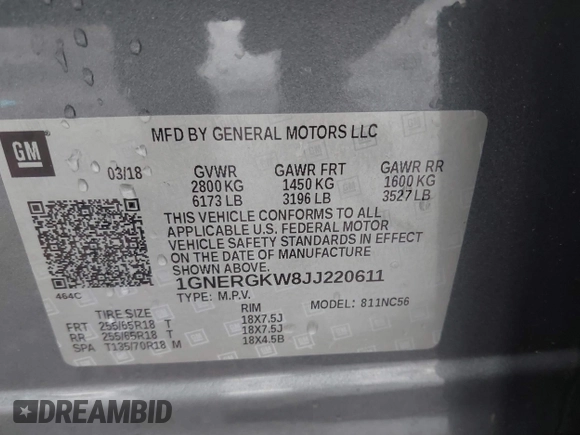 GM
MFD BY GENERAL MOTORS LLC
03/18
GVWR GAWR FRT GAWR RR
2800 KG 1450 KG 1600 KG
6173 LB 3196 LB 3527 LB
THIS VEHICLE CONFORMS TO ALL
APPLICABLE U.S. FEDERAL MOTOR
VEHICLE SAFETY STANDARDS IN EFFECT
ON THE DATE OF MANUFACTURE
SHOWN ABOVE.
1GNERGKW8JJ220611
464C
TYPE: M.P.V. MODEL: 811NC56
TIRE SIZE RIM
FRT 255/65R18 T 18X7.5J
RR 255/65R18 T 18X7.5J
SPA T135/70R18 M 18X4.5B
DREAMBID